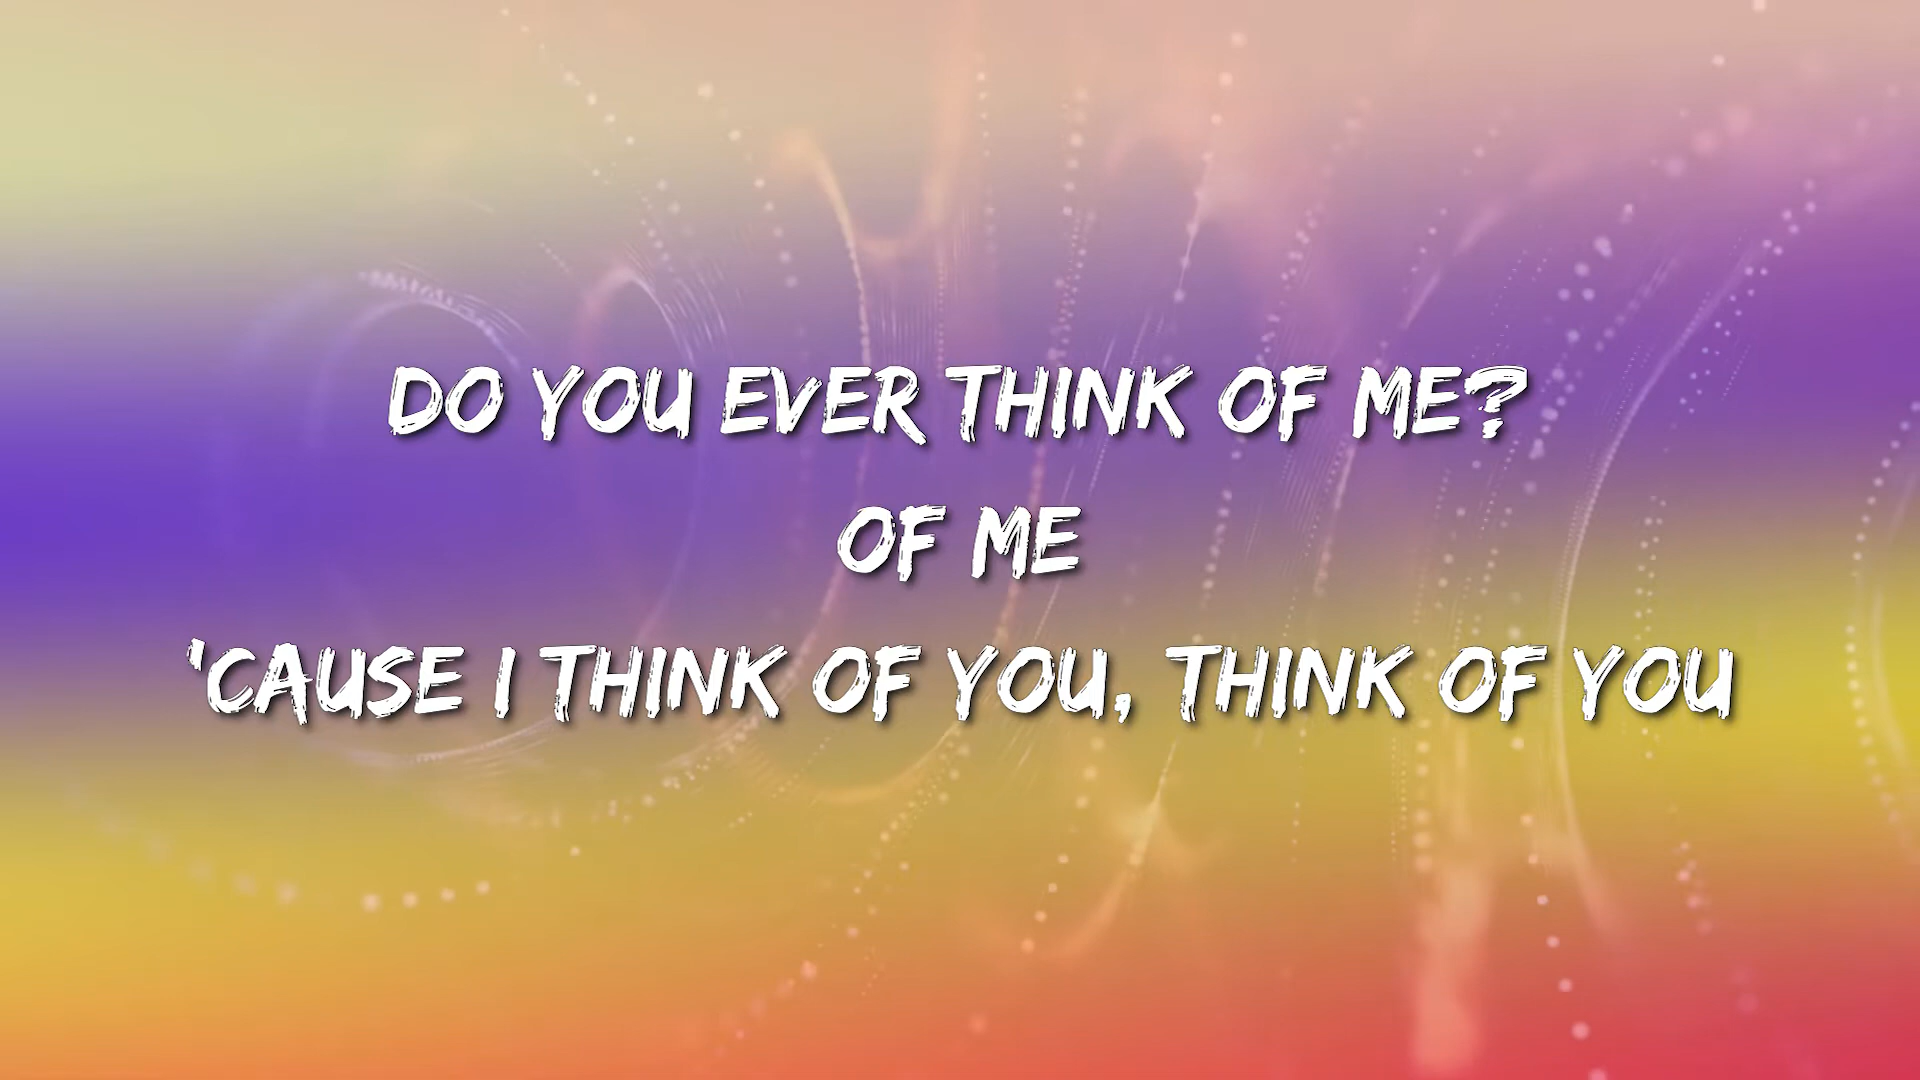 DO YOU EVER THINK OF ME?
OF ME
'CAUSE I THINK OF YOU, THINK OF YOU